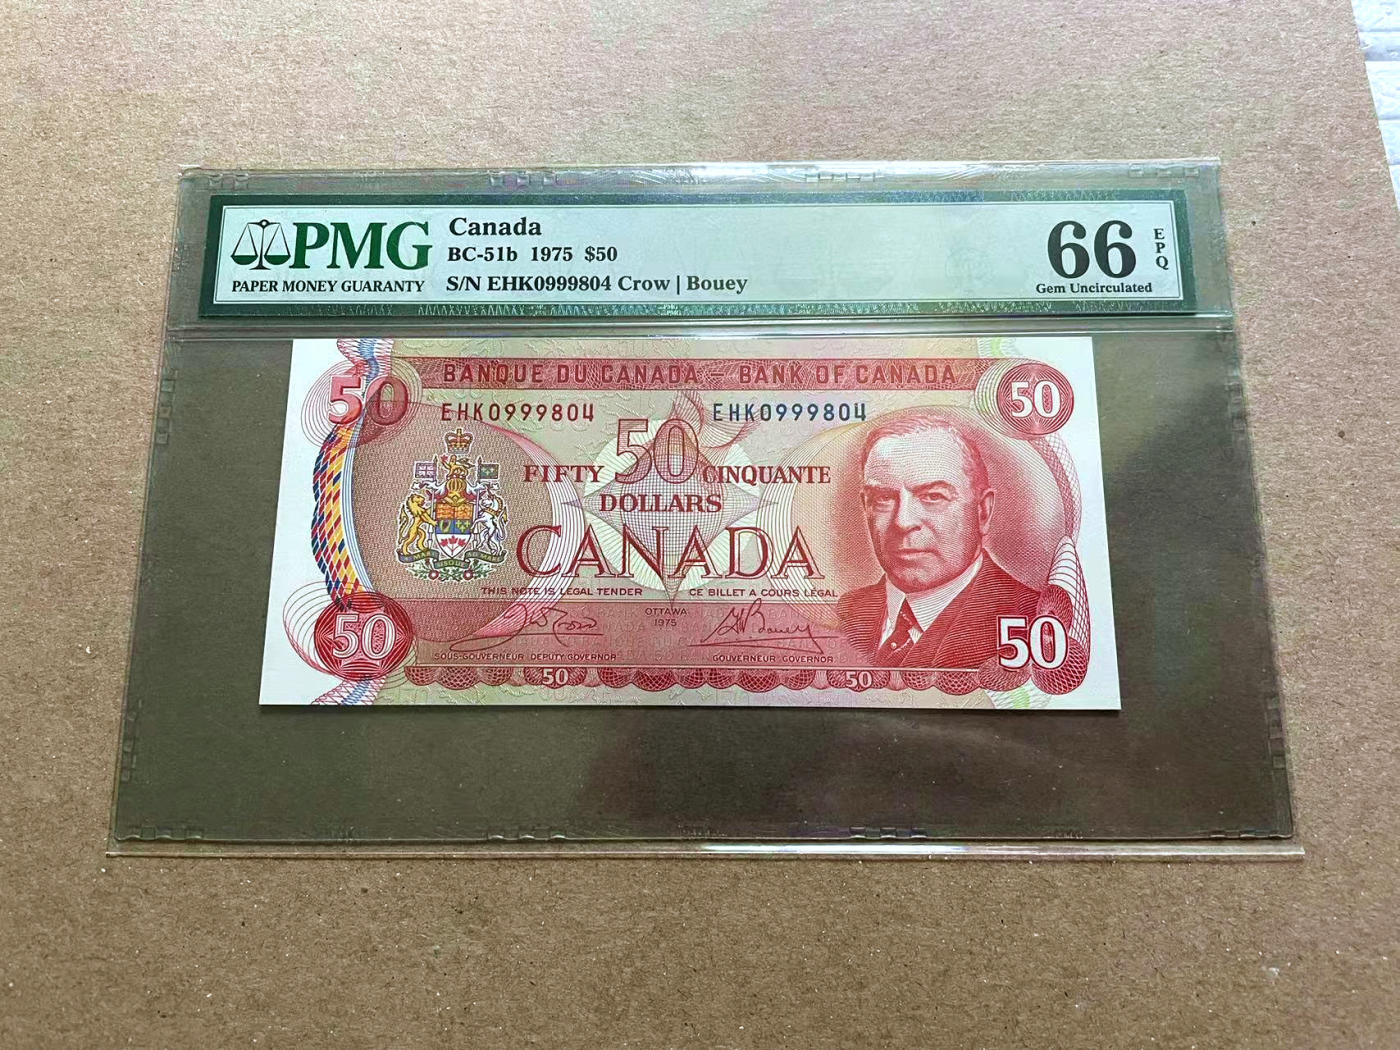 PMG
PAPER MONEY GUARANTY
Canada
BC-51b 1975 $50
S/N EHK0999804 Crow | Bouey
66
EPQ
Gem Uncirculated
50
BANQUE DU CANADA – BANK OF CANADA
50
EHK0999804
EHK0999804
50
FIFTY CINQUANTE
DOLLARS
CANADA
THIS NOTE IS LEGAL TENDER CE BILLET A COURS LÉGAL
OTTAWA
1975
50
50
SOUS-GOUVERNEUR DEPUTY GOVERNOR
GOUVERNEUR GOVERNOR
50
50